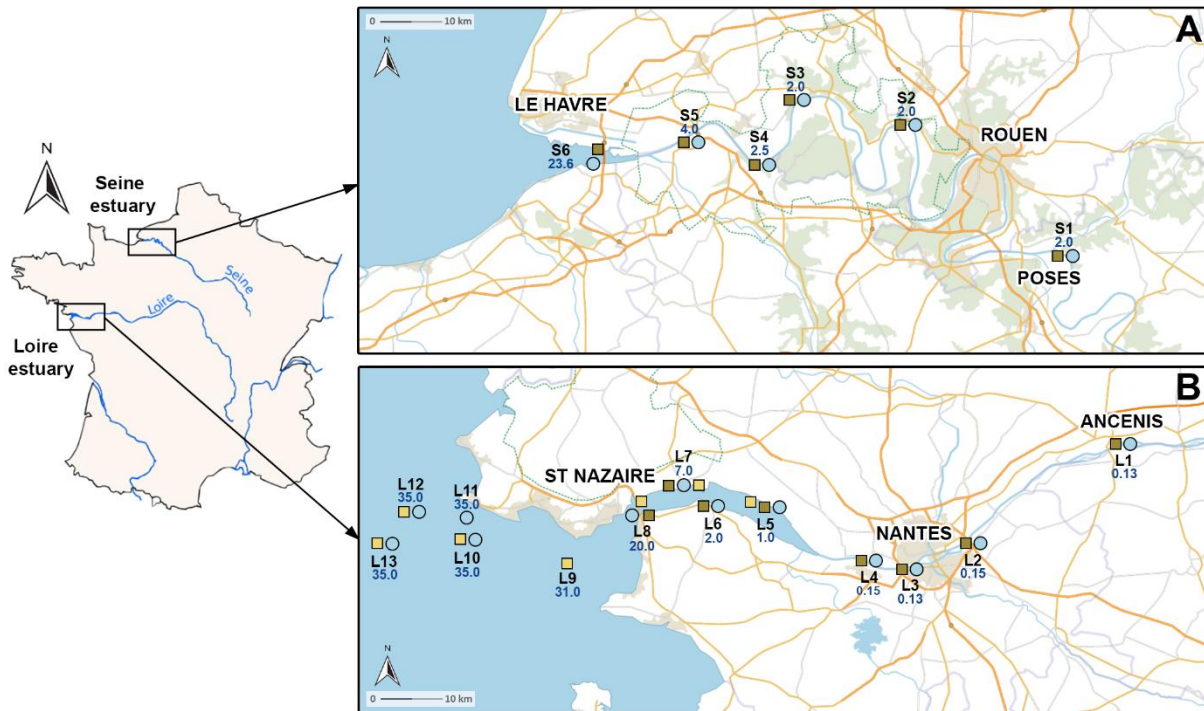 N
Seine
estuary
Seine
Loire
Loire
estuary
A
0 10 km
N
LE HAVRE
S3
2.0
S2
2.0
S5
4.0
S4
2.5
ROUEN
S6
23.6
S1
2.0
POSES
B
ANCENIS
L1
0.13
L7
7.0
ST NAZAIRE
L12
35.0
L11
35.0
L6
2.0
L5
1.0
L8
20.0
NANTES
L2
0.15
L13
35.0
L10
35.0
L9
31.0
L4
0.15
L3
0.13
N
0 10 km